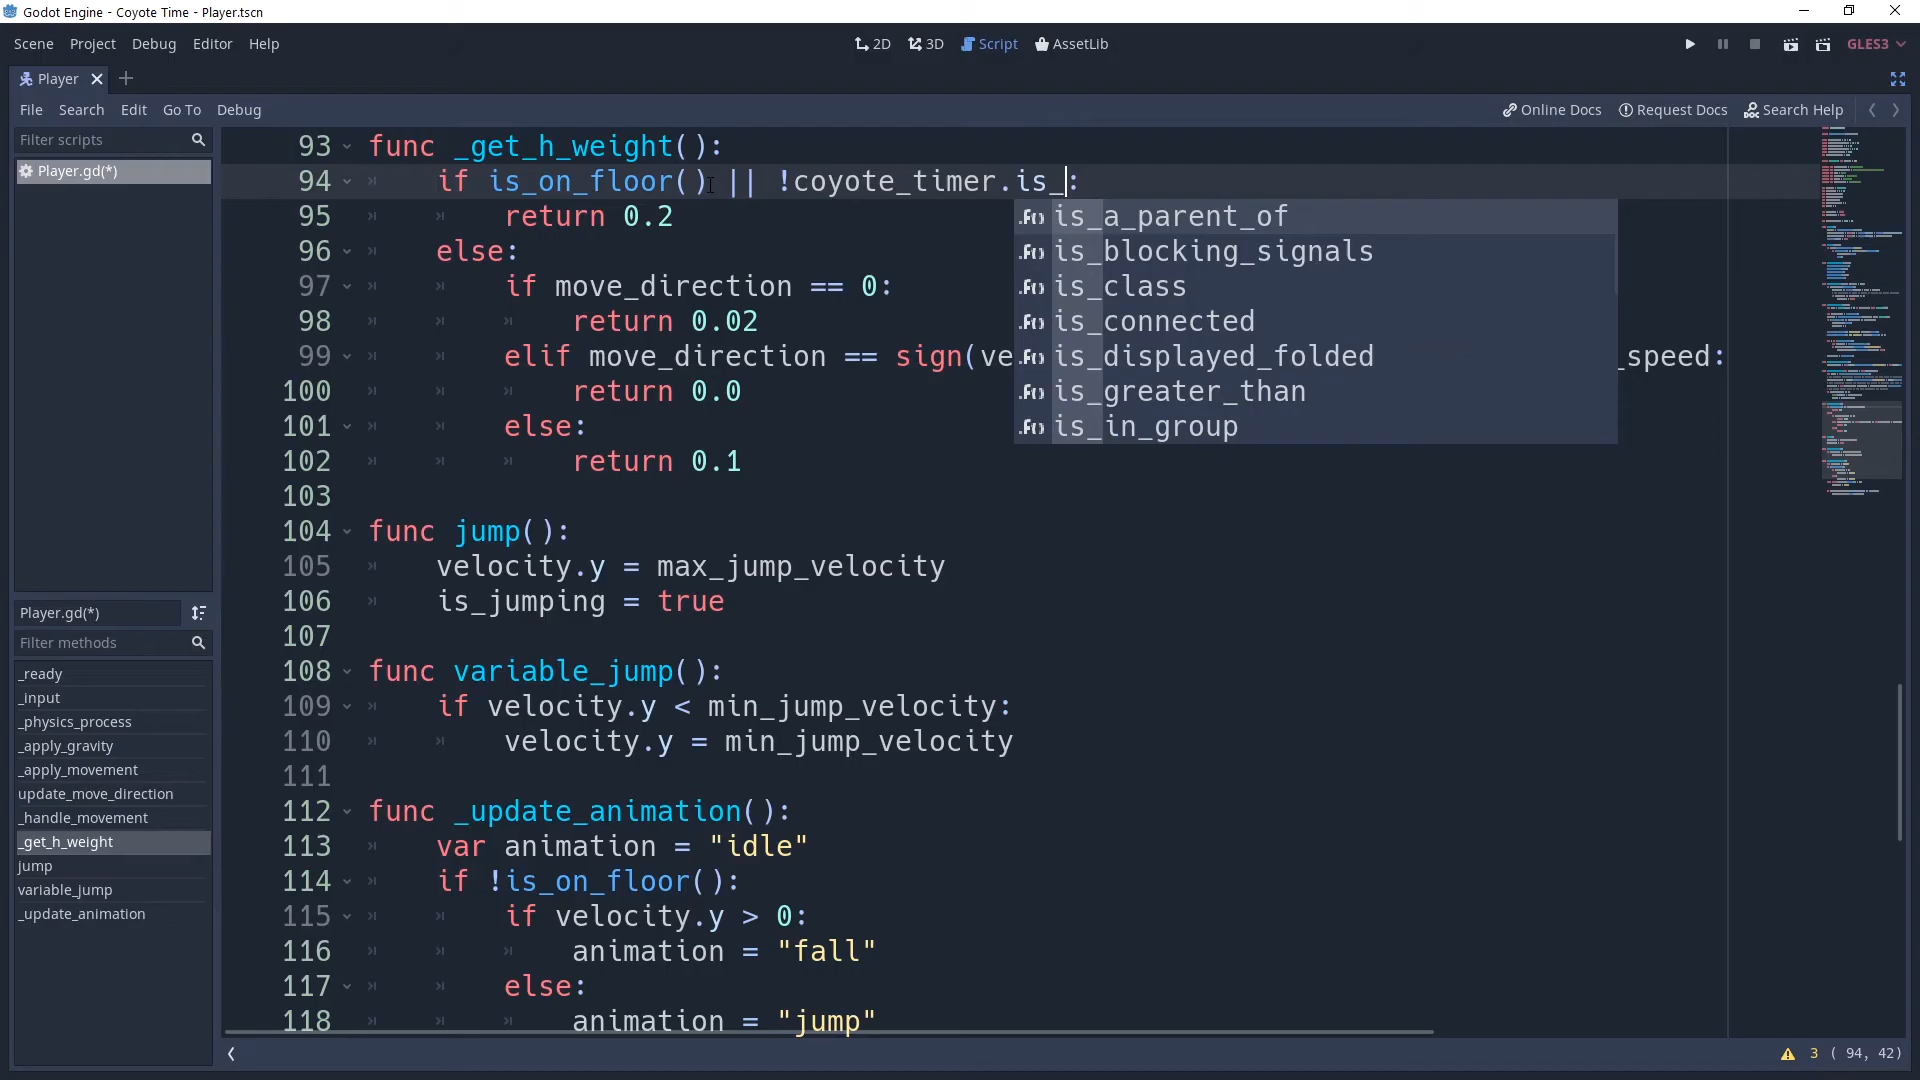 Godot Engine - Coyote Time - Player.tscn
Scene Project Debug Editor Help 2D 3D Script AssetLib GLES3
Player
File Search Edit Go To Debug Online Docs Request Docs Search Help
Filter scripts
Player.gd(*)
93 func _get_h_weight():
94 if is_on_floor() || !coyote_timer.is_:
95 return 0.2
96 else:
97 if move_direction == 0:
98 return 0.02
99 elif move_direction == sign(ve _speed:
100 return 0.0
101 else:
102 return 0.1
103
104 func jump():
105 velocity.y = max_jump_velocity
106 is_jumping = true
107
108 func variable_jump():
109 if velocity.y < min_jump_velocity:
110 velocity.y = min_jump_velocity
111
112 func _update_animation():
113 var animation = "idle"
114 if !is_on_floor():
115 if velocity.y > 0:
116 animation = "fall"
117 else:
118 animation = "jump"
.f() is_a_parent_of
.f() is_blocking_signals
.f() is_class
.f() is_connected
.f() is_displayed_folded
.f() is_greater_than
.f() is_in_group
Player.gd(*)
Filter methods
_ready
_input
_physics_process
_apply_gravity
_apply_movement
update_move_direction
_handle_movement
_get_h_weight
jump
variable_jump
_update_animation
3 ( 94, 42)